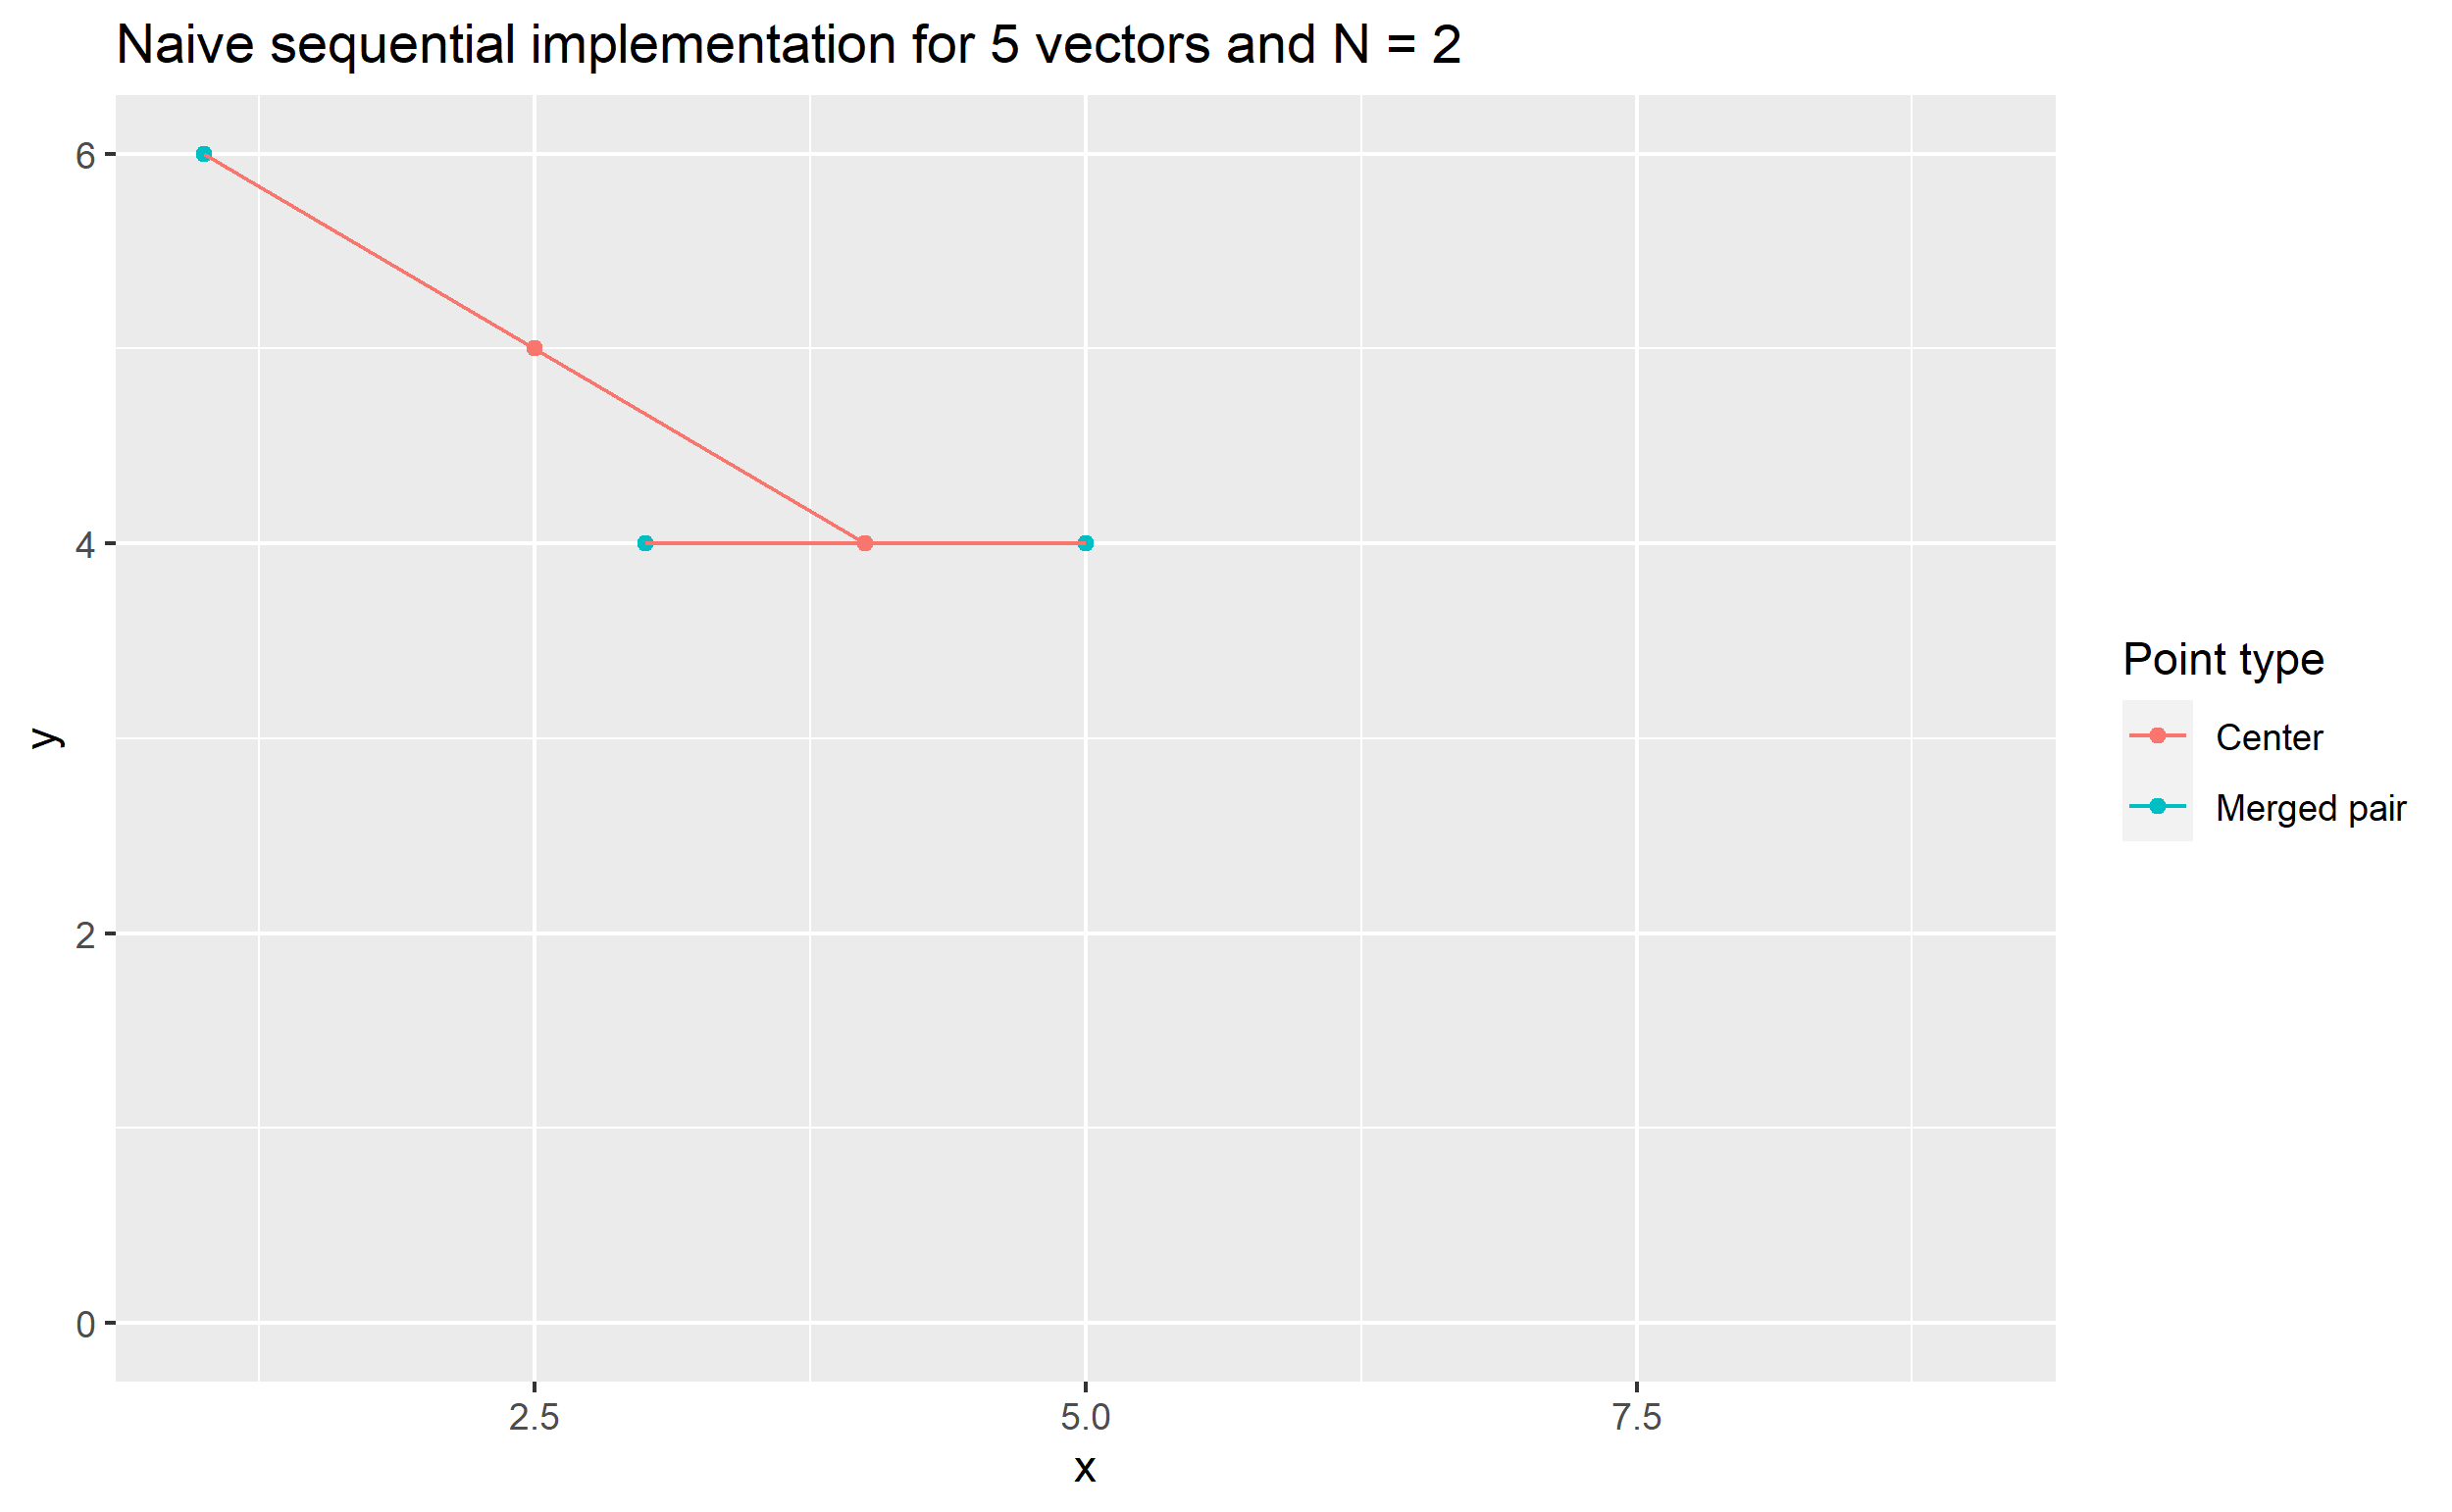 Naive sequential implementation for 5 vectors and N = 2
6
4
2
0
y
2.5 5.0 7.5
x
Point type
Center
Merged pair